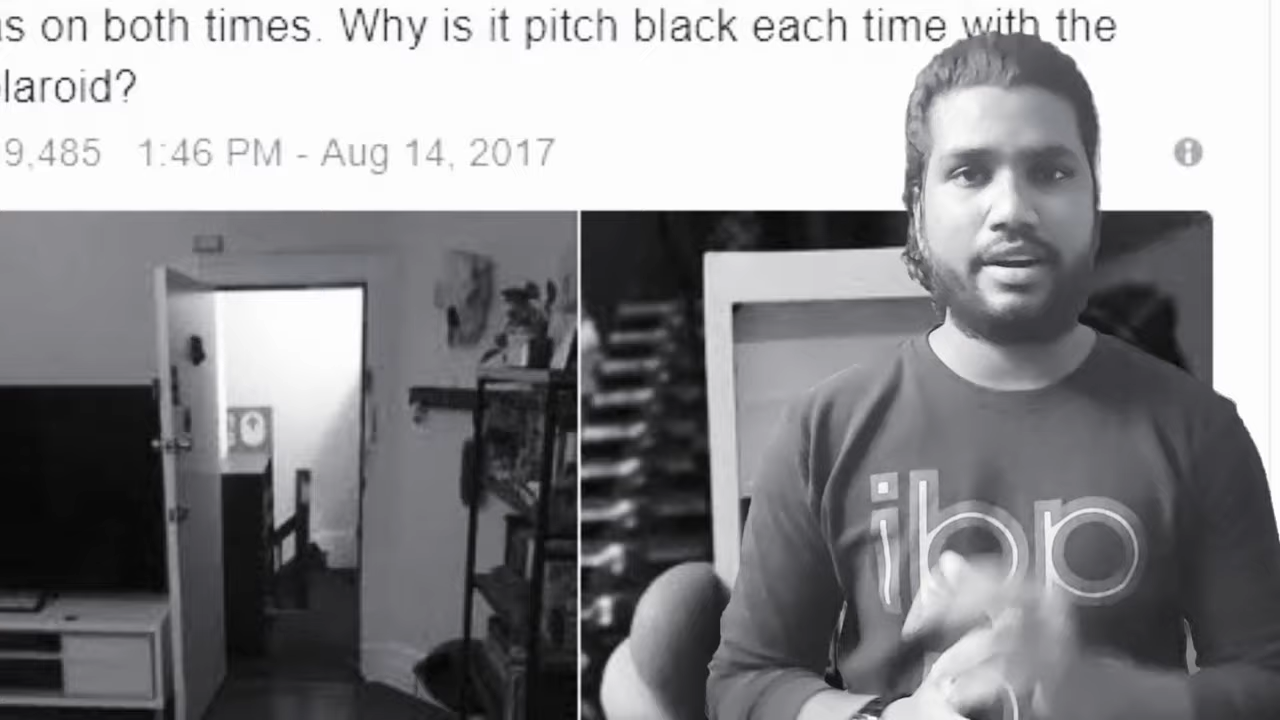 s on both times. Why is it pitch black each time with the
laroid?
9,485 1:46 PM - Aug 14, 2017
ibp